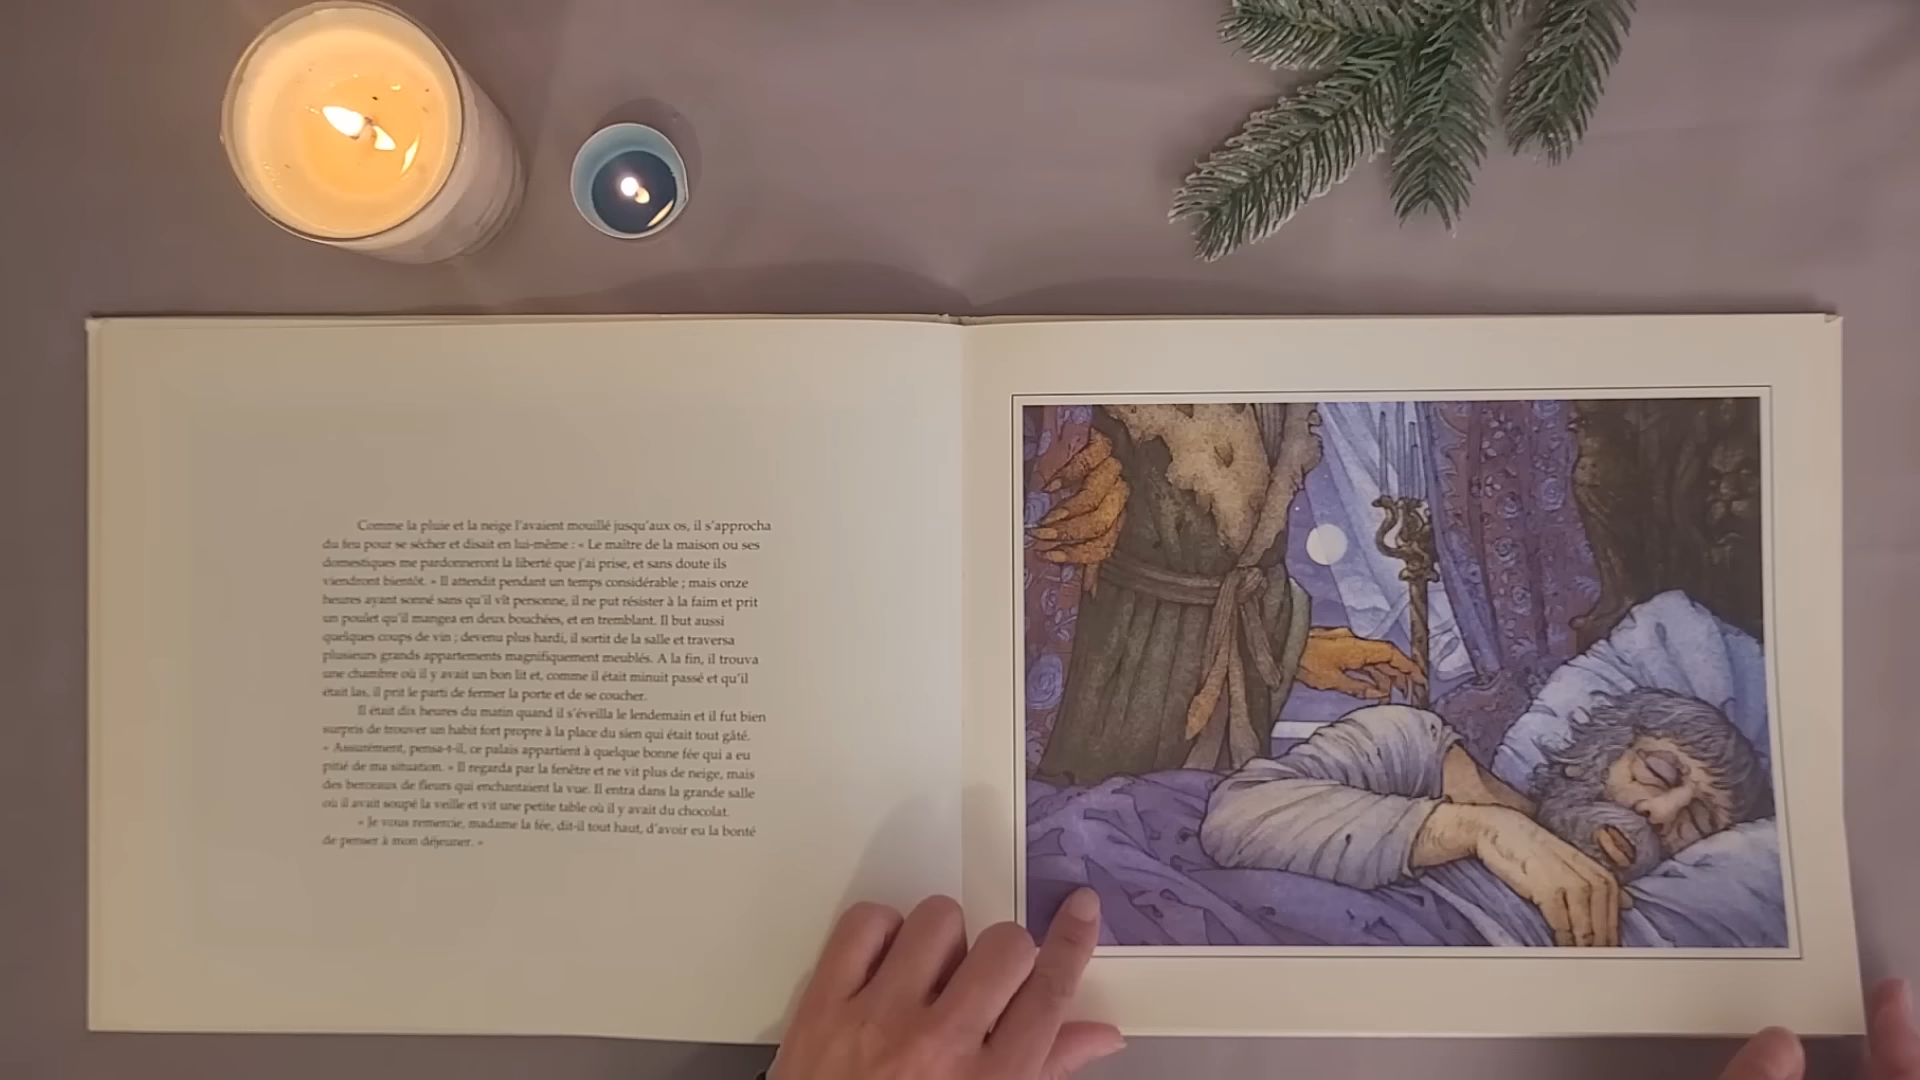 Comme la pluie et la neige l'avaient mouillé jusqu'aux os, il s'approcha
du feu pour se sécher et disait en lui-même : « Le maître de la maison ou ses
domestiques me pardonneront la liberté que j'ai prise, et sans doute ils
viendront bientôt. » Il attendit pendant un temps considérable ; mais onze
heures ayant sonné sans qu'il vît personne, il ne put résister à la faim et prit
un poulet qu'il mangea en deux bouchées, et en tremblant. Il but aussi
quelques coups de vin ; devenu plus hardi, il sortit de la salle et traversa
plusieurs grands appartements magnifiquement meublés. A la fin, il trouva
une chambre où il y avait un bon lit et, comme il était minuit passé et qu'il
était las, il prit le parti de fermer la porte et de se coucher.
Il était dix heures du matin quand il s'éveilla le lendemain et il fut bien
surpris de trouver un habit fort propre à la place du sien qui était tout gâté.
« Assurément, pensa-t-il, ce palais appartient à quelque bonne fée qui a eu
pitié de ma situation. » Il regarda par la fenêtre et ne vit plus de neige, mais
des berceaux de fleurs qui enchantaient la vue. Il entra dans la grande salle
où il avait soupé la veille et vit une petite table où il y avait du chocolat.
« Je vous remercie, madame la fée, dit-il tout haut, d'avoir eu la bonté
de penser à mon déjeuner. »